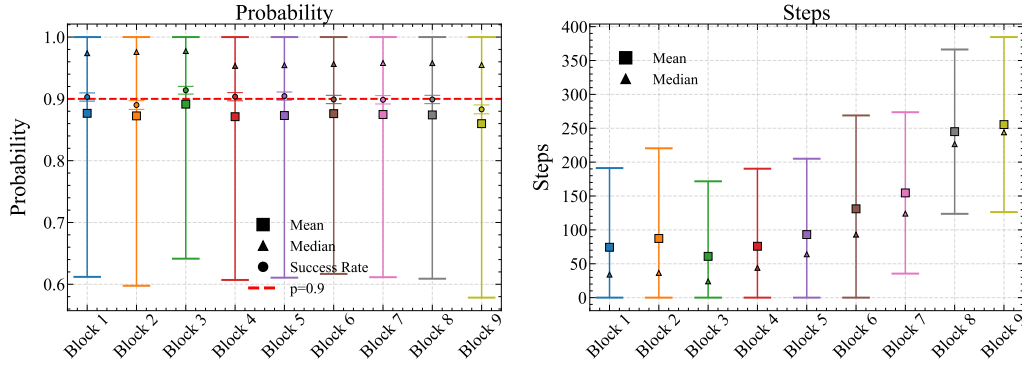 Probability
Probability
1.0
0.9
0.8
0.7
0.6
Mean
Median
Success Rate
p=0.9
Block 1
Block 2
Block 3
Block 4
Block 5
Block 6
Block 7
Block 8
Block 9
Steps
Steps
400
350
300
250
200
150
100
50
0
Mean
Median
Block 1
Block 2
Block 3
Block 4
Block 5
Block 6
Block 7
Block 8
Block 9